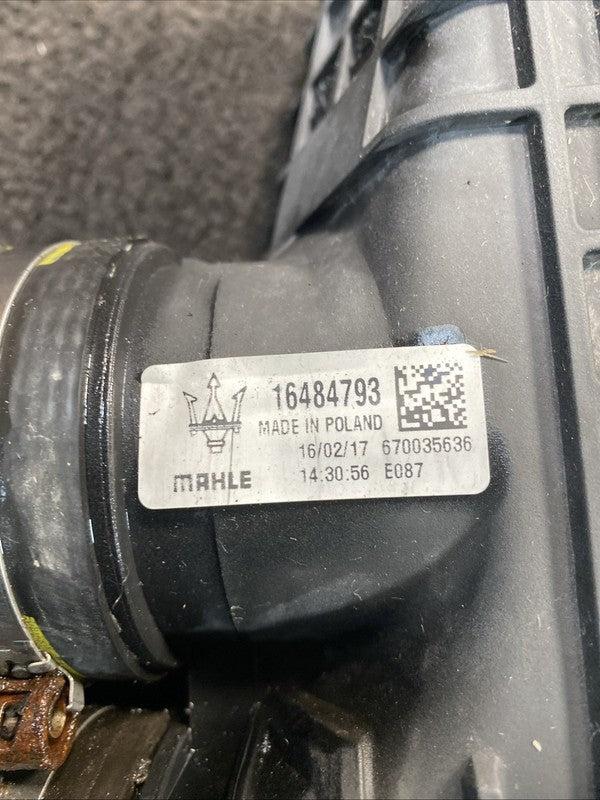 16484793
MADE IN POLAND
16/02/17 670035636
MAHLE 14:30:56 E087